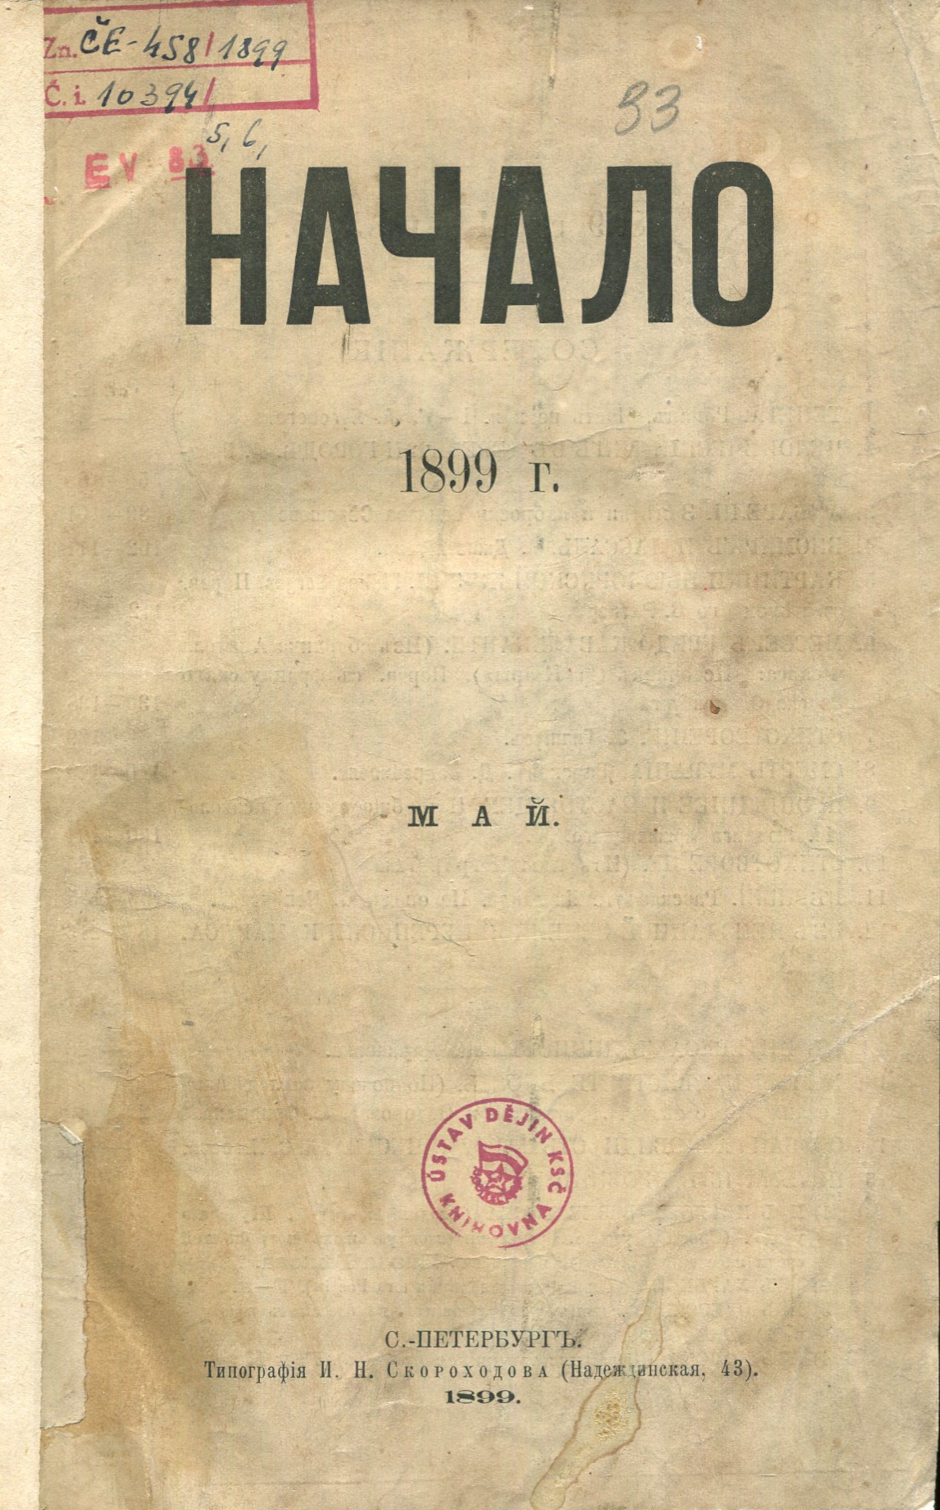 Zn. ČE-458/1899
Č. i. 10394/
5, 6,
93
EV 83
НАЧАЛО
1899 г.
МАЙ.
ÚSTAV DĚJIN KSČ
KNIHOVNA
С.-ПЕТЕРБУРГЪ.
Типографія И. Н. Скороходова (Надеждинская, 43).
1899.